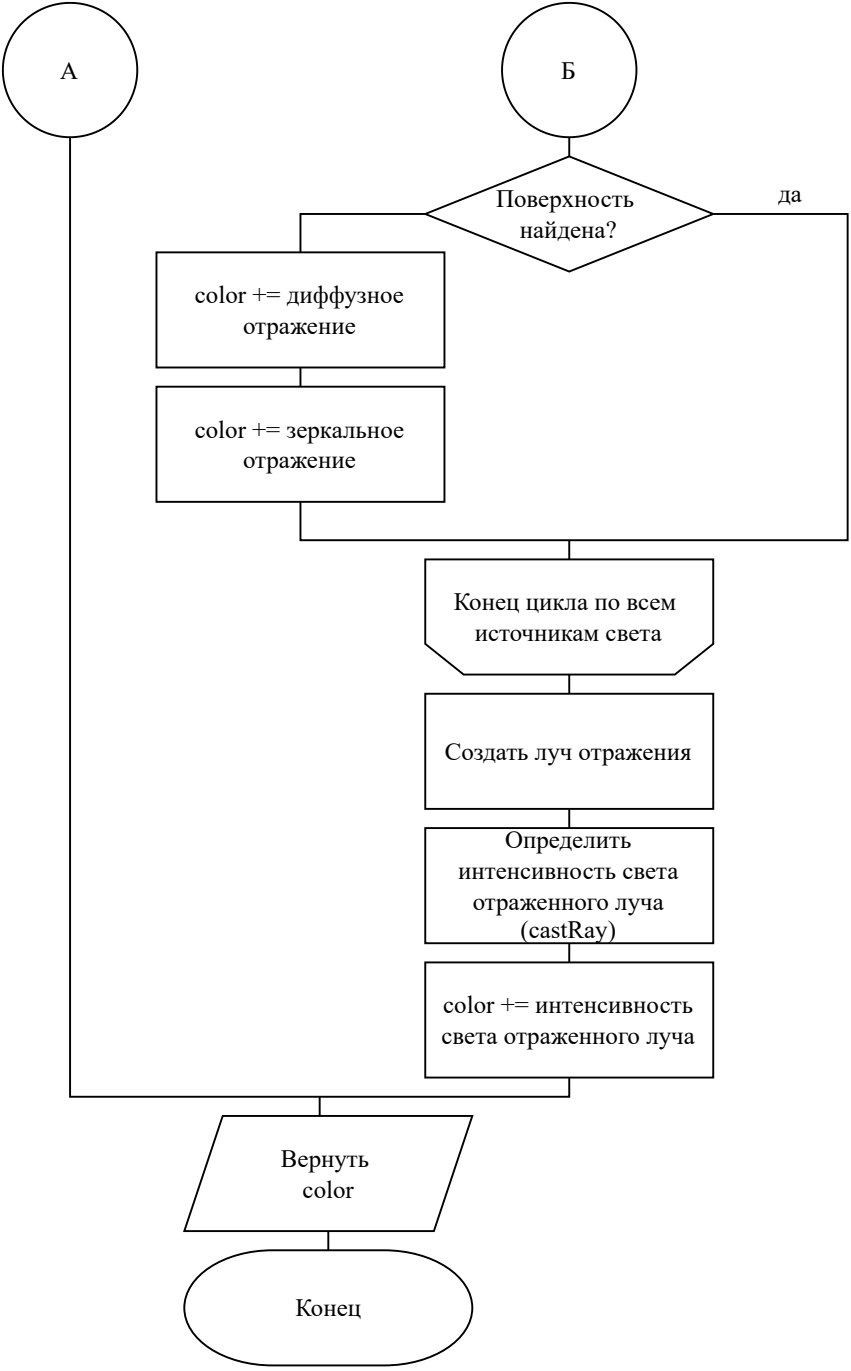 А
Б
Поверхность
найдена?
да
color += диффузное
отражение
color += зеркальное
отражение
Конец цикла по всем
источникам света
Создать луч отражения
Определить
интенсивность света
отраженного луча
(castRay)
color += интенсивность
света отраженного луча
Вернуть
color
Конец